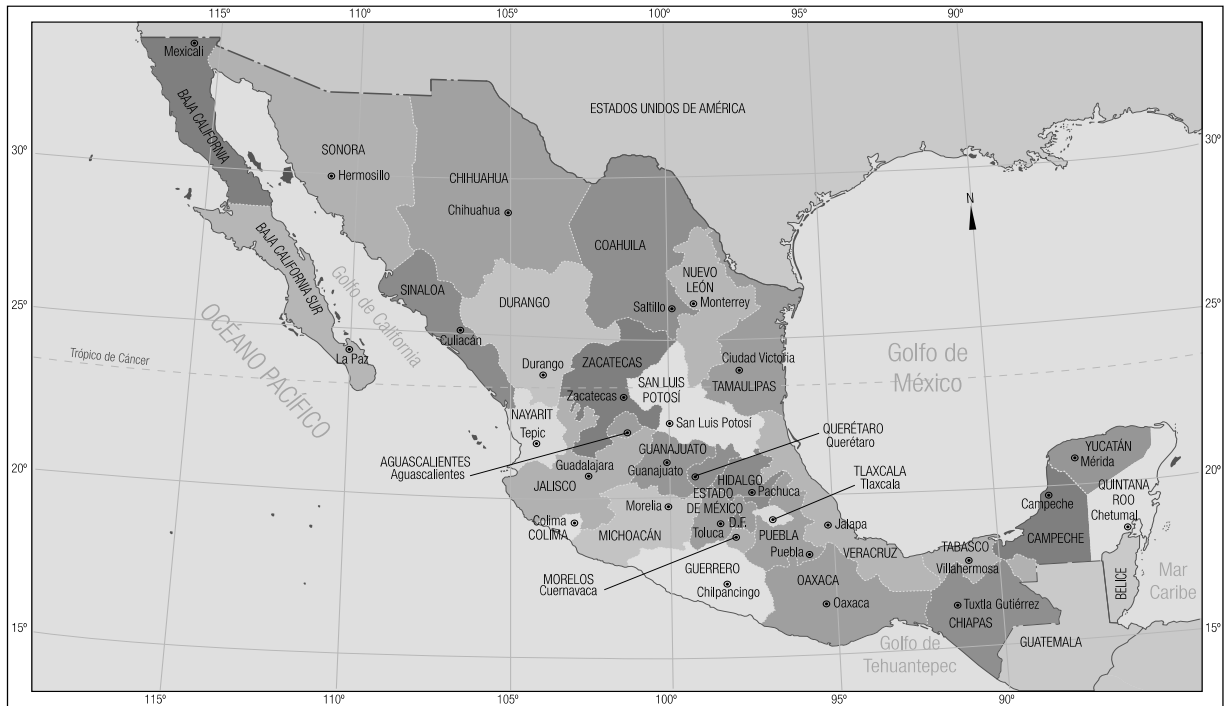 115º
110º
105º
100º
95º
90º
Mexicali
BAJA CALIFORNIA
ESTADOS UNIDOS DE AMÉRICA
30º
30º
SONORA
Hermosillo
CHIHUAHUA
Chihuahua
N
COAHUILA
BAJA CALIFORNIA SUR
Golfo de California
NUEVO
LEÓN
SINALOA
DURANGO
Saltillo
Monterrey
25º
25º
OCÉANO PACÍFICO
Culiacán
Trópico de Cáncer
La Paz
Durango
ZACATECAS
Ciudad Victoria
Golfo de
México
SAN LUIS
POTOSÍ
TAMAULIPAS
Zacatecas
NAYARIT
Tepic
San Luis Potosí
QUERÉTARO
Querétaro
AGUASCALIENTES
Aguascalientes
GUANAJUATO
Guanajuato
YUCATÁN
Mérida
20º
20º
Guadalajara
JALISCO
HIDALGO
Pachuca
TLAXCALA
Tlaxcala
ESTADO
DE MÉXICO
QUINTANA
ROO
Chetumal
Campeche
CAMPECHE
Morelia
Colima
COLIMA
MICHOACÁN
D.F.
Toluca
PUEBLA
Puebla
Jalapa
VERACRUZ
TABASCO
Villahermosa
BELICE
Mar
Caribe
MORELOS
Cuernavaca
GUERRERO
Chilpancingo
OAXACA
Oaxaca
Tuxtla Gutiérrez
CHIAPAS
15º
15º
Golfo de
Tehuantepec
GUATEMALA
115º
110º
105º
100º
95º
90º